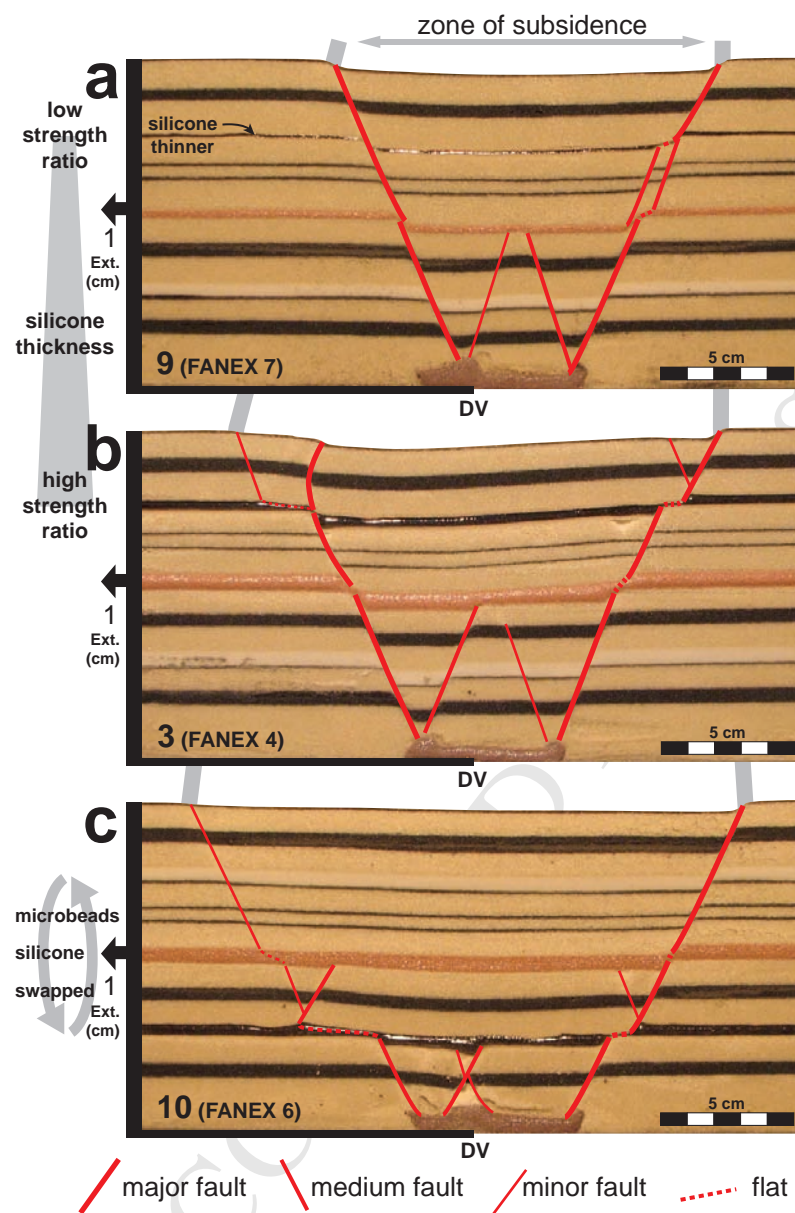 zone of subsidence
a
low
strength
ratio
silicone
thinner
1
Ext.
(cm)
silicone
thickness
9 (FANEX 7)
5 cm
DV
b
high
strength
ratio
1
Ext.
(cm)
3 (FANEX 4)
5 cm
DV
c
microbeads
silicone
swapped 1
Ext.
(cm)
10 (FANEX 6)
5 cm
DV
major fault medium fault minor fault flat